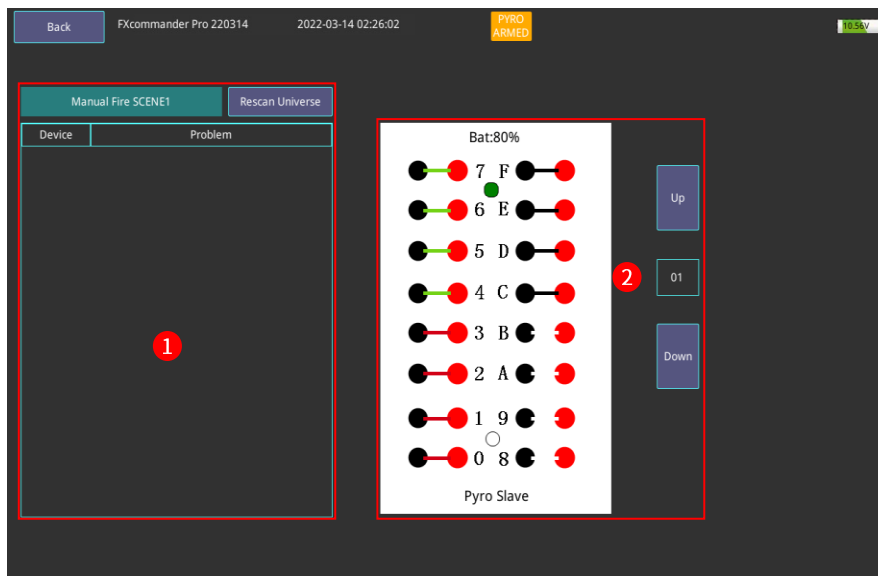 Back
FXcommander Pro 220314
2022-03-14 02:26:02
PYRO
ARMED
10.56V
Manual Fire SCENE1
Rescan Universe
Device Problem
1
Bat:80%
7 F
6 E
5 D
4 C
3 B
2 A
1 9
0 8
Pyro Slave
2
Up
01
Down